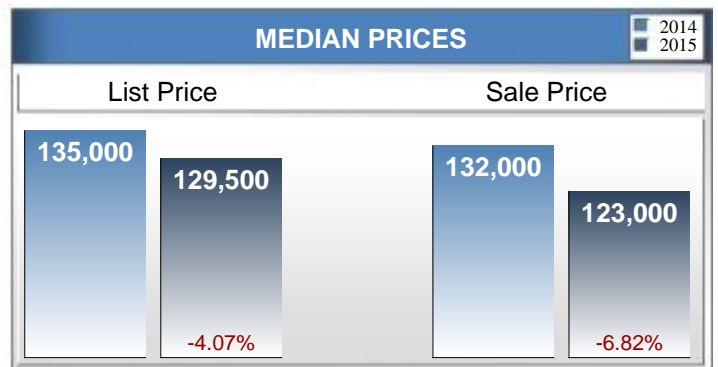 MEDIAN PRICES
2014
2015
List Price
Sale Price
135,000
129,500
-4.07%
132,000
123,000
-6.82%